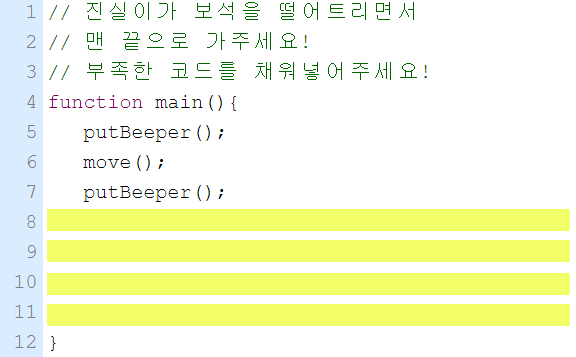 1 // 진실이가 보석을 떨어트리면서
2 // 맨 끝으로 가주세요!
3 // 부족한 코드를 채워넣어주세요!
4 function main(){
5 putBeeper();
6 move();
7 putBeeper();
8
9
10
11
12 }